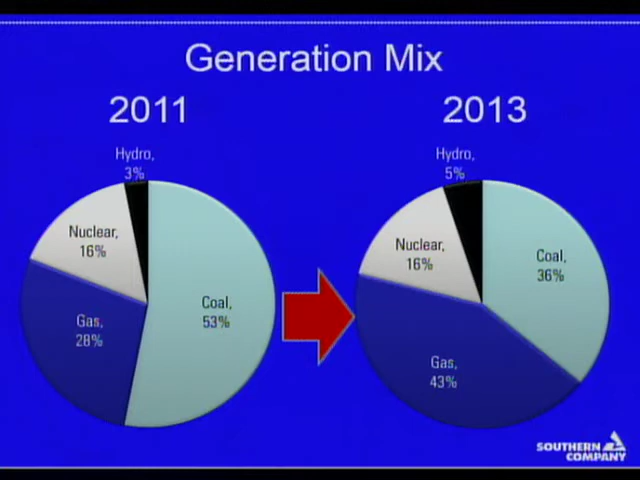 Generation Mix
2011
2013
Hydro,
3%
Nuclear,
16%
Coal,
53%
Gas,
28%
Hydro,
5%
Nuclear,
16%
Coal,
36%
Gas,
43%
SOUTHERN
COMPANY